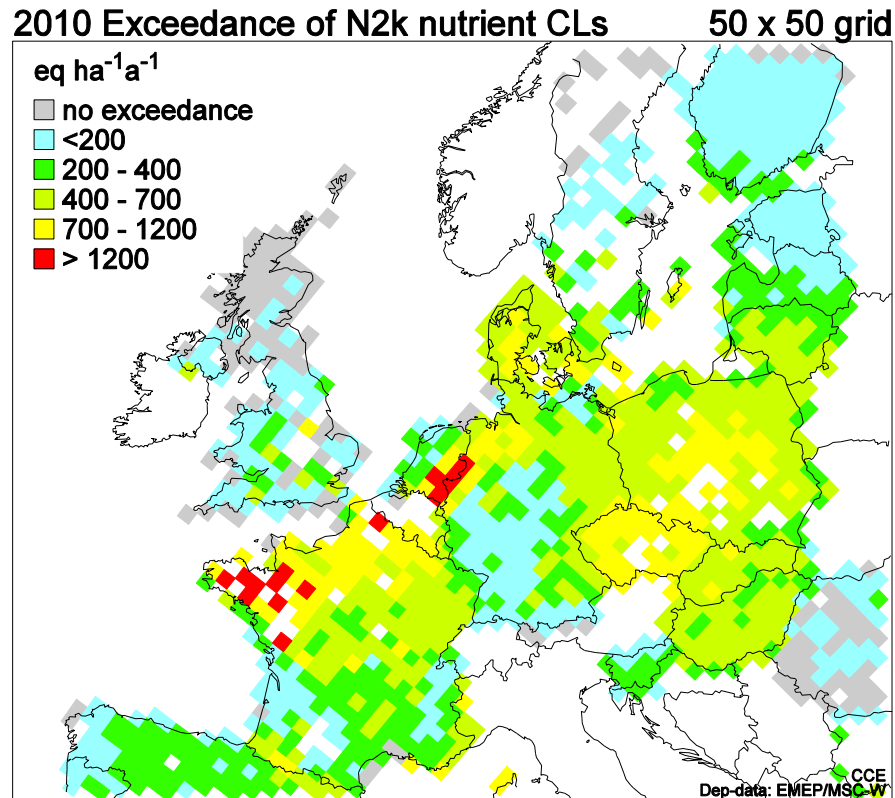 2010 Exceedance of N2k nutrient CLs 50 x 50 grid
eq ha⁻¹a⁻¹
no exceedance
<200
200 - 400
400 - 700
700 - 1200
> 1200
CCE
Dep-data: EMEP/MSC-W